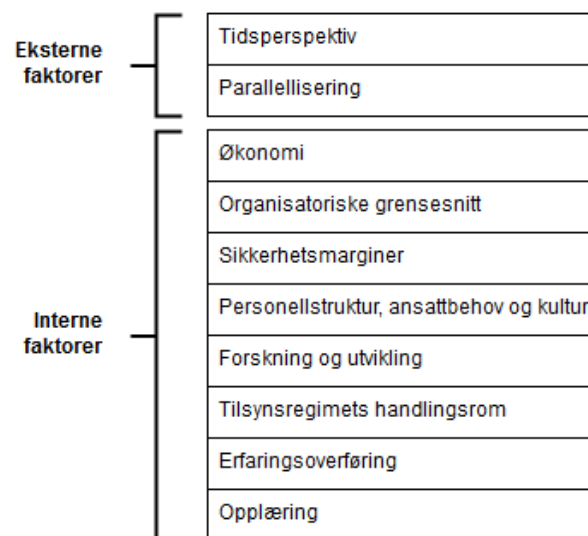 Eksterne
faktorer
Tidsperspektiv
Parallellisering
Interne
faktorer
Økonomi
Organisatoriske grensesnitt
Sikkerhetsmarginer
Personellstruktur, ansattbehov og kultur
Forskning og utvikling
Tilsynsregimets handlingsrom
Erfaringsoverføring
Opplæring